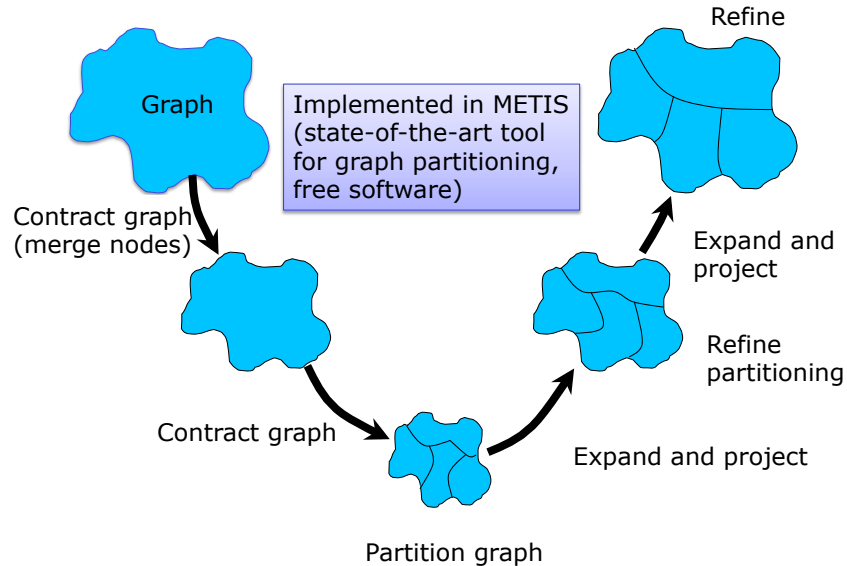 Refine
Graph
Implemented in METIS
(state-of-the-art tool
for graph partitioning,
free software)
Contract graph
(merge nodes)
Expand and
project
Refine
partitioning
Contract graph
Expand and project
Partition graph